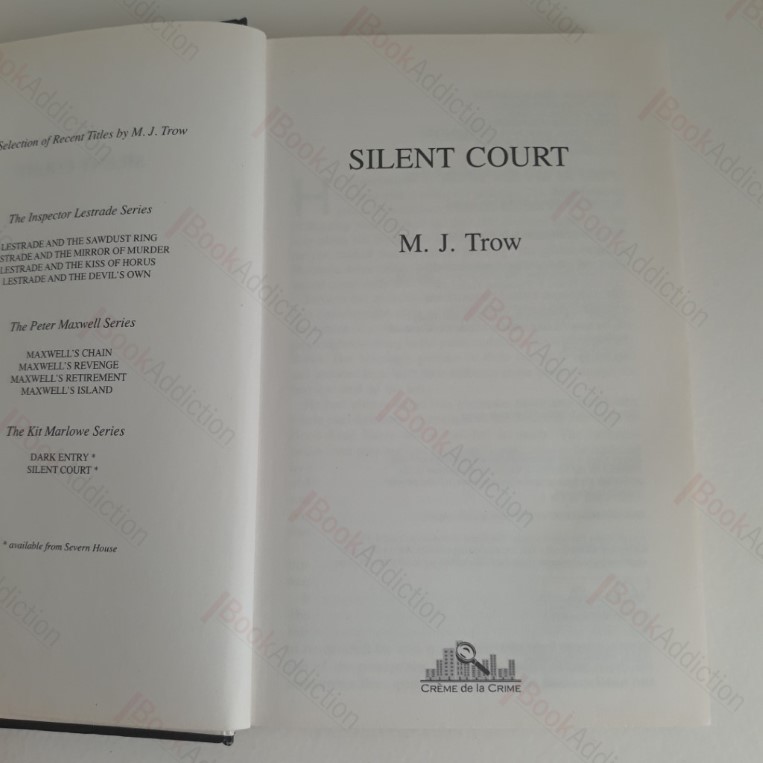 Selection of Recent Titles by M. J. Trow
The Inspector Lestrade Series
LESTRADE AND THE SAWDUST RING
STRADE AND THE MIRROR OF MURDER
LESTRADE AND THE KISS OF HORUS
LESTRADE AND THE DEVIL'S OWN
The Peter Maxwell Series
MAXWELL'S CHAIN
MAXWELL'S REVENGE
MAXWELL'S RETIREMENT
MAXWELL'S ISLAND
The Kit Marlowe Series
DARK ENTRY *
SILENT COURT *
* available from Severn House
SILENT COURT
M. J. Trow
CRÈME de la CRIME
BookAddiction